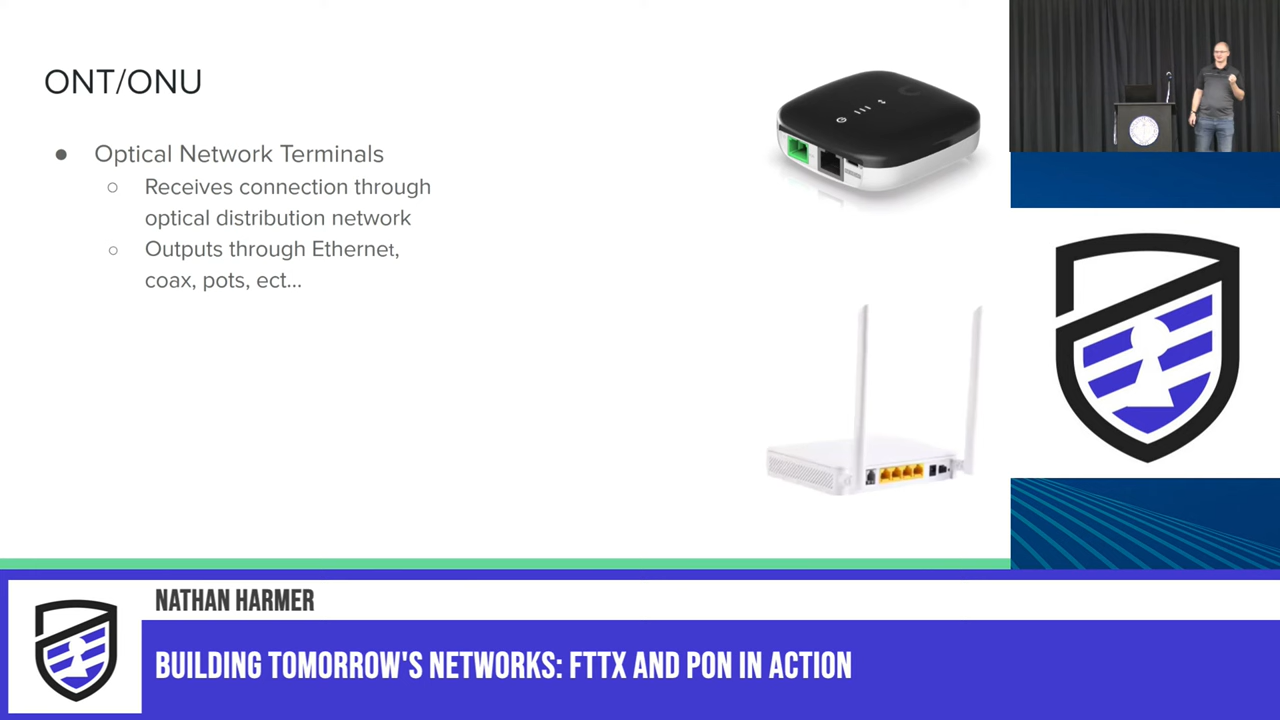 ONT/ONU
● Optical Network Terminals
○ Receives connection through
optical distribution network
○ Outputs through Ethernet,
coax, pots, ect...
NATHAN HARMER
BUILDING TOMORROW'S NETWORKS: FTTX AND PON IN ACTION